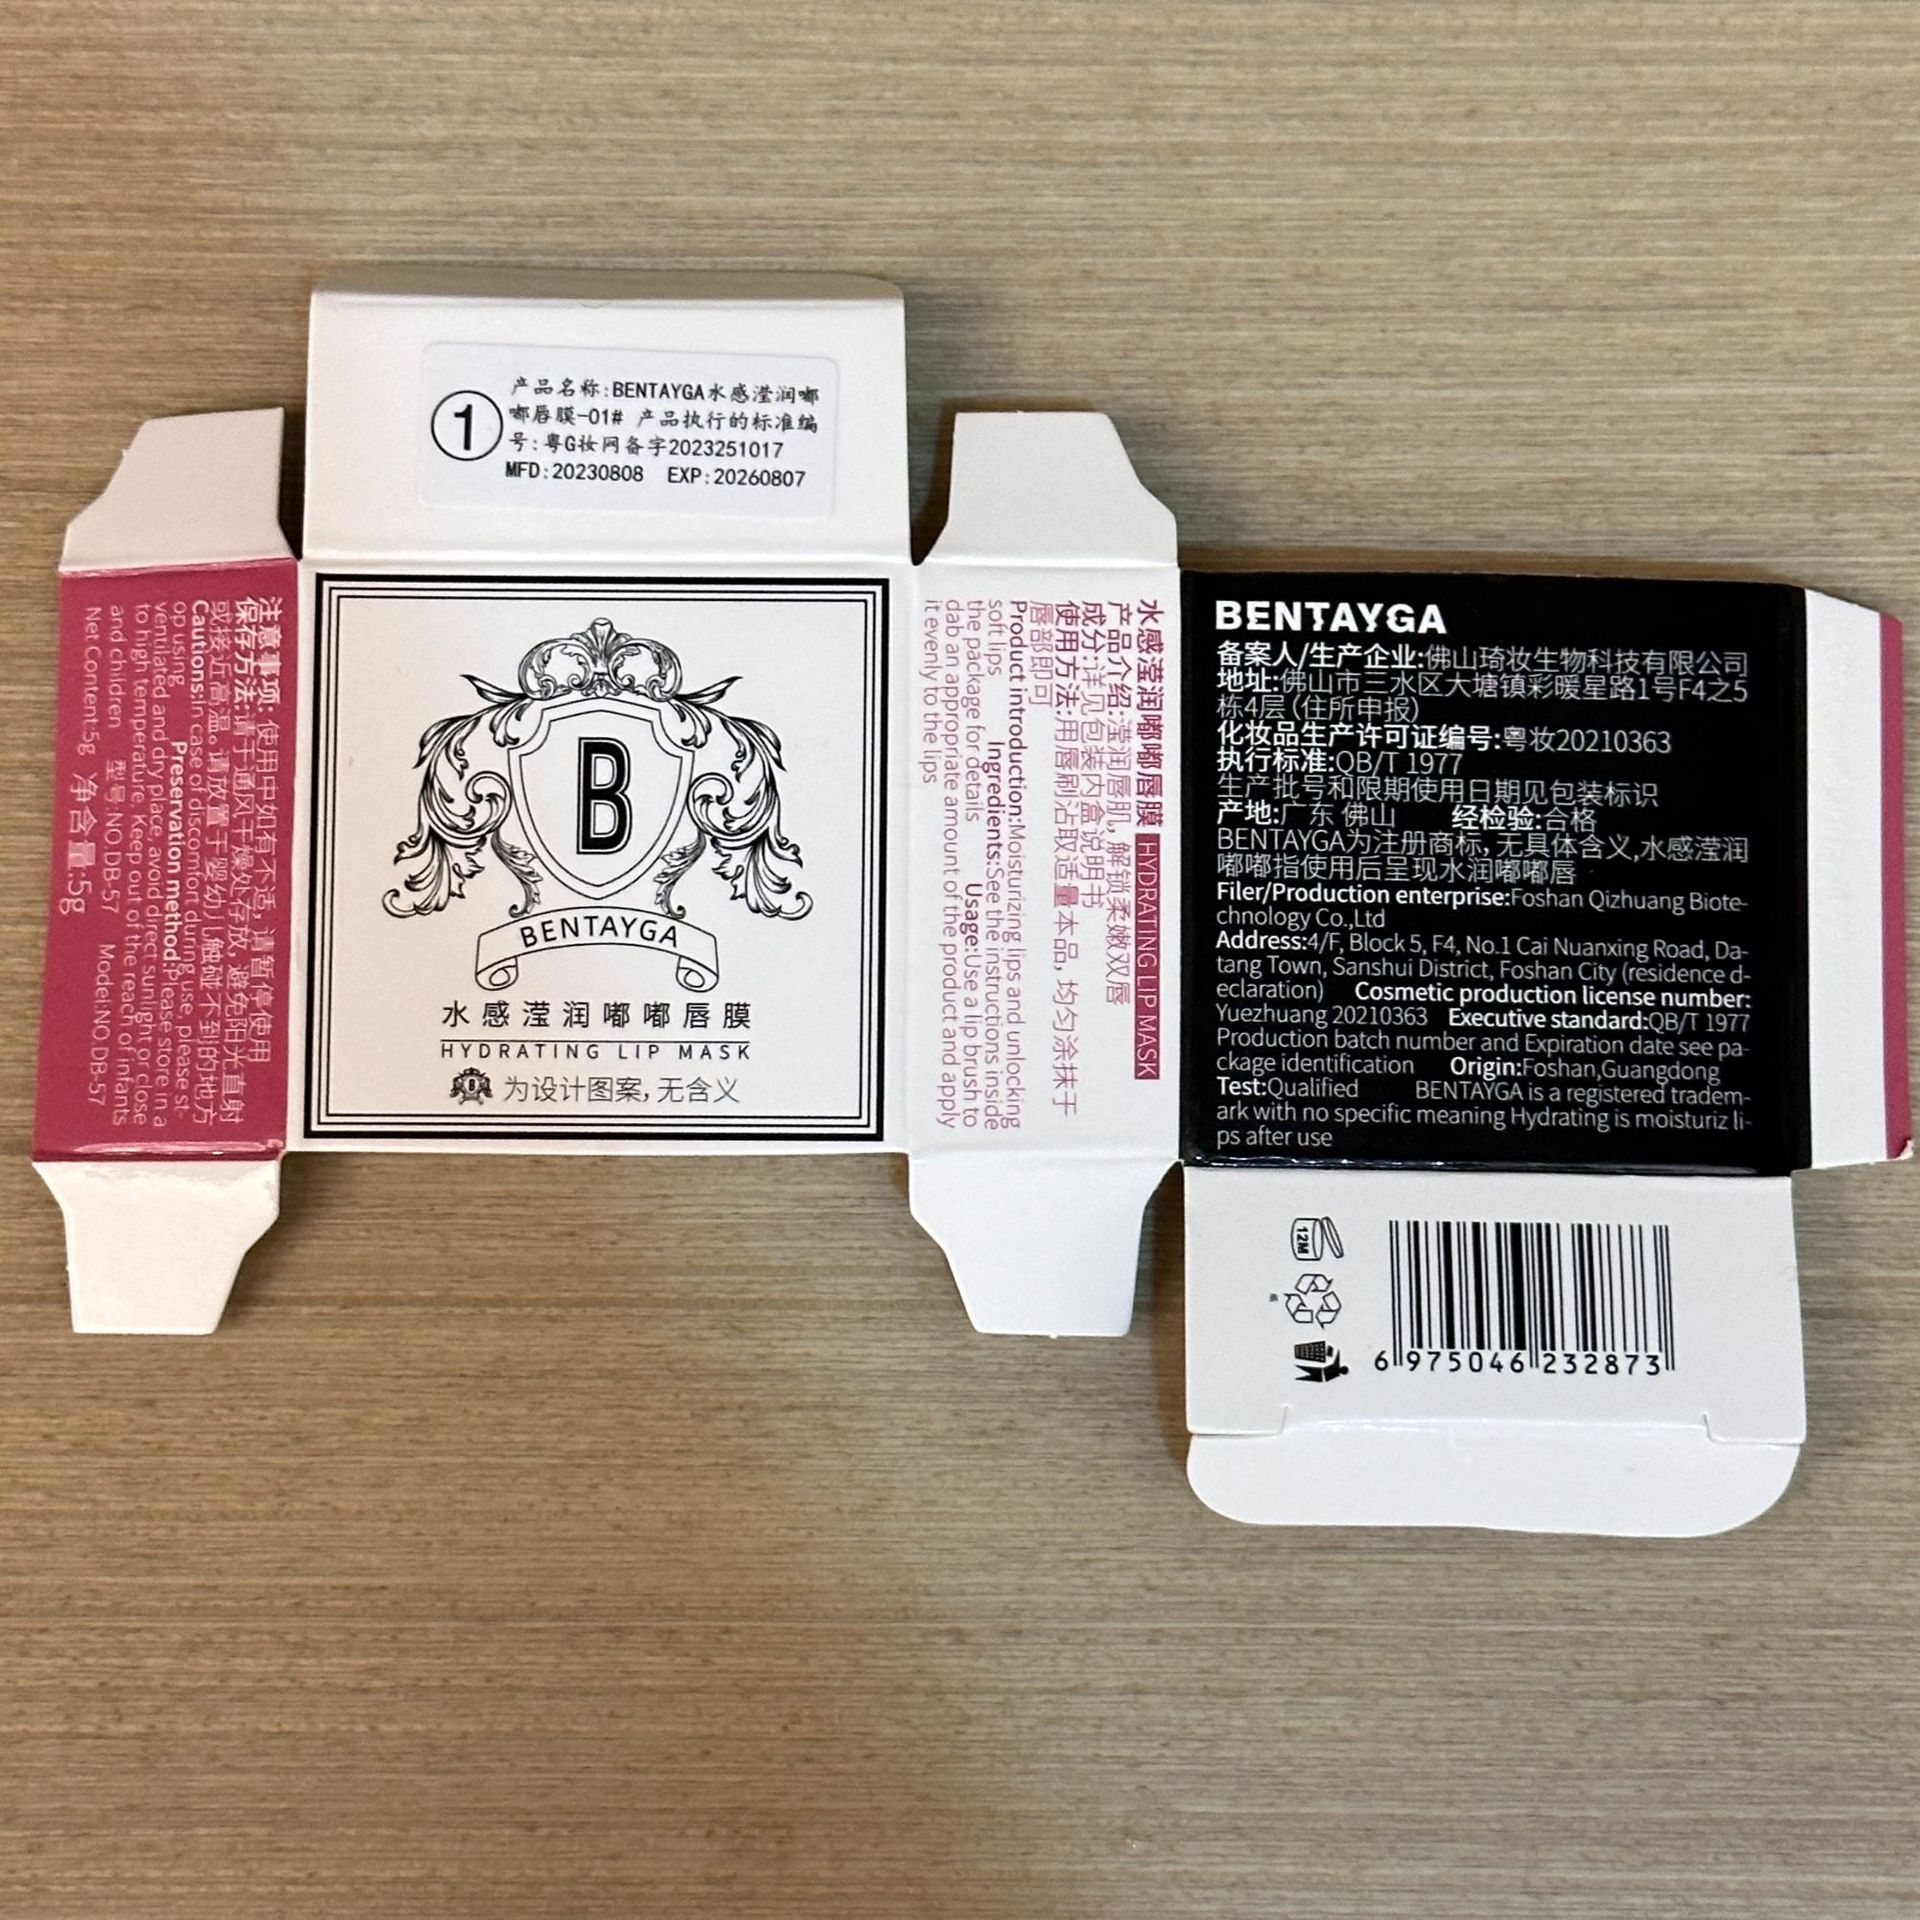 1
产品名称:BENTAYGA水感滢润嘟
嘟唇膜-01# 产品执行的标准编
号:粤G妆网备字2023251017
MFD:20230808 EXP:20260807
注意事项: 使用中如有不适, 请暂停使用
或接近高温。请放置于婴幼儿触碰不到的地方
保存方法:请于通风干燥处存放, 避免阳光直射
Cautions:In case of discomfort during use, please st-
op using Preservation method:Please store in a
ventilated and dry place, avoid direct sunlight or close
to high temperature. Keep out of the reach of infants
and children 型号:NO.DB-57 Model:NO.DB-57
Net Content:5g 净含量:5g
B
BENTAYGA
水感滢润嘟嘟唇膜
HYDRATING LIP MASK
B 为设计图案, 无含义
水感滢润嘟嘟唇膜 HYDRATING LIP MASK
产品介绍:滢润唇肌, 解锁柔嫩双唇
成分:详见包装内盒说明书
使用方法:用唇刷沾取适量本品, 均匀涂抹于
唇部即可
Product introduction:Moisturizing lips and unlocking
soft lips Ingredients:See the instructions inside
the package for details Usage:Use a lip brush to
dab an appropriate amount of the product and apply
it evenly to the lips
BENTAYGA
备案人/生产企业:佛山琦妆生物科技有限公司
地址:佛山市三水区大塘镇彩暖星路1号F4之5
栋4层 (住所申报)
化妆品生产许可证编号:粤妆20210363
执行标准:QB/T 1977
生产批号和限期使用日期见包装标识
产地:广东 佛山 经检验:合格
BENTAYGA为注册商标, 无具体含义,水感滢润
嘟嘟指使用后呈现水润嘟嘟唇
Filer/Production enterprise:Foshan Qizhuang Biote-
chnology Co.,Ltd
Address:4/F, Block 5, F4, No.1 Cai Nuanxing Road, Da-
tang Town, Sanshui District, Foshan City (residence d-
eclaration) Cosmetic production license number:
Yuezhuang 20210363 Executive standard:QB/T 1977
Production batch number and Expiration date see pa-
ckage identification Origin:Foshan,Guangdong
Test:Qualified BENTAYGA is a registered tradem-
ark with no specific meaning Hydrating is moisturiz li-
ps after use
12M
6 975046 232873